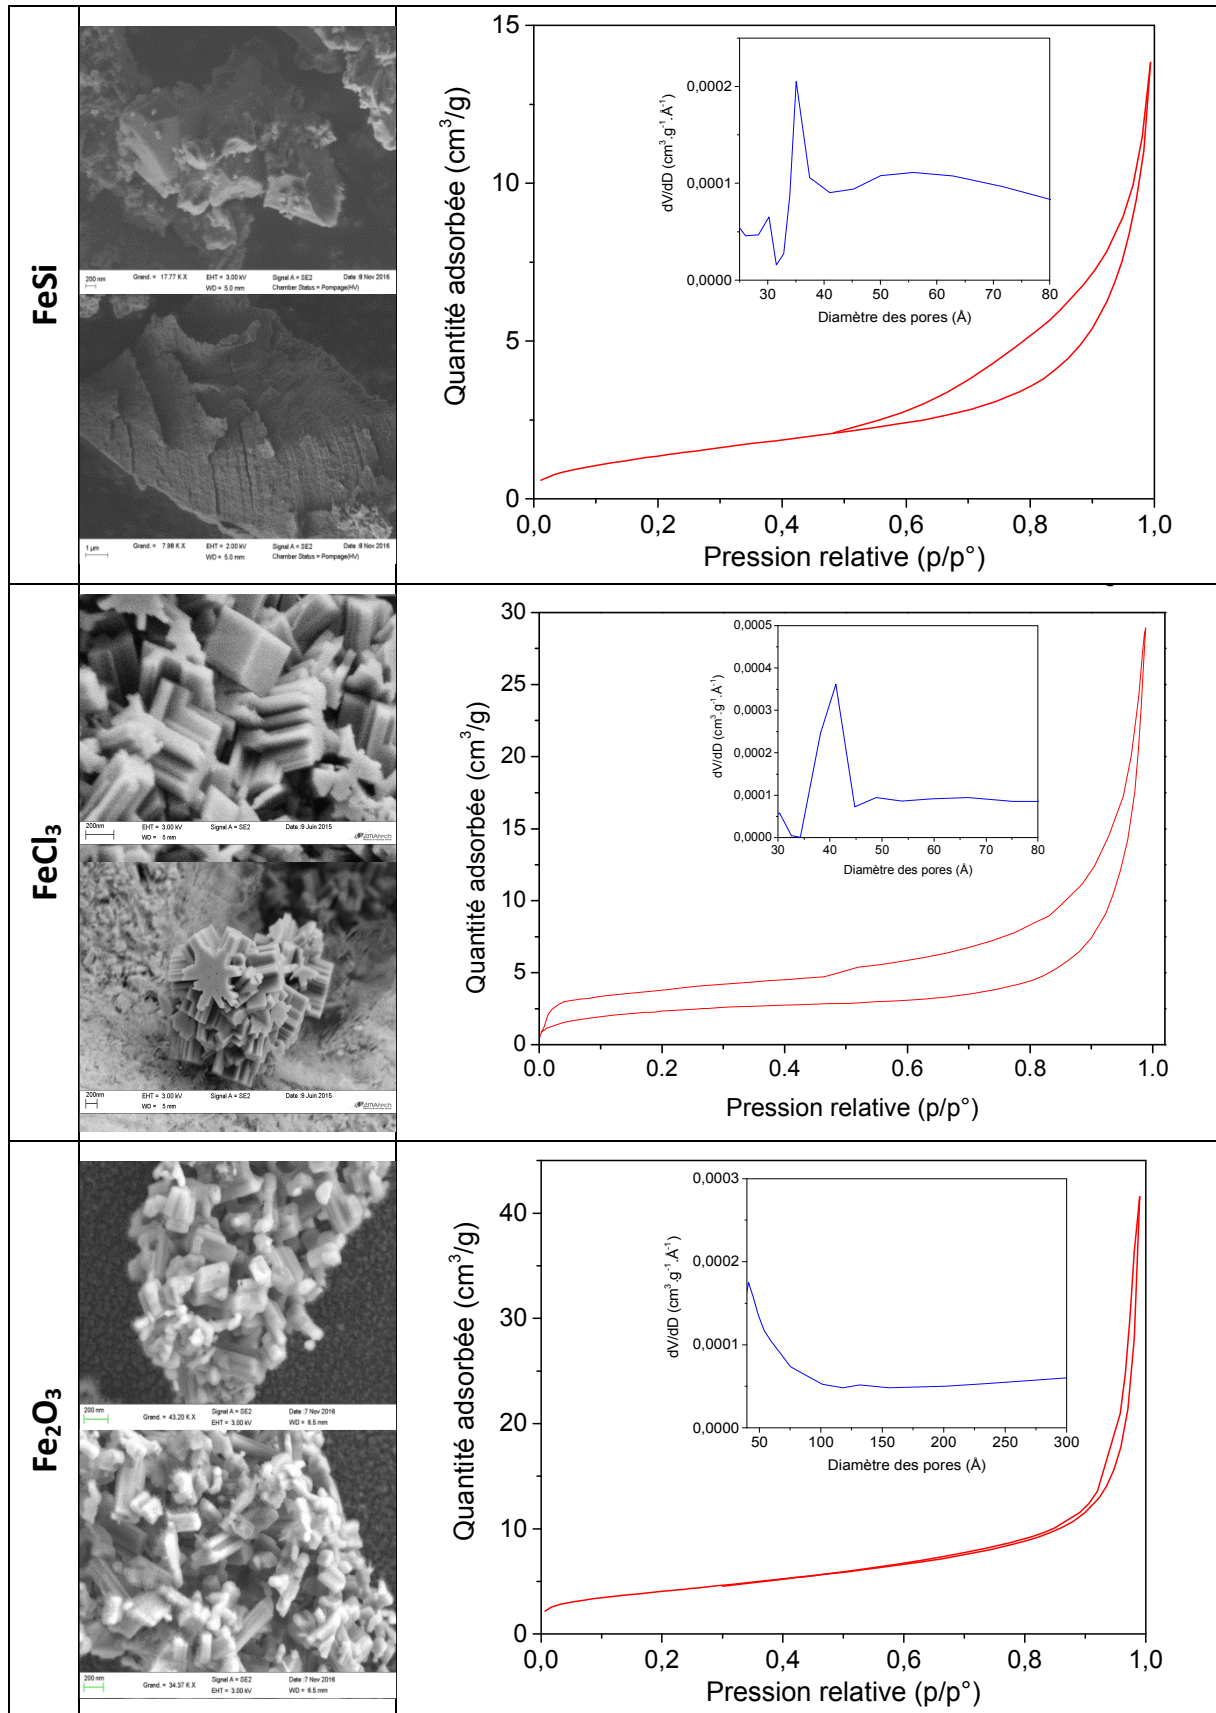 FeSi
200 nm Grand. = 17.77 K X EHT = 3.00 kV Signal A = SE2 Date :8 Nov 2016
WD = 5.0 mm Chamber Status = Pompage(HV)
1 µm Grand. = 7.98 K X EHT = 2.00 kV Signal A = SE2 Date :8 Nov 2016
WD = 5.0 mm Chamber Status = Pompage(HV)
Quantité adsorbée (cm³/g)
15
10
5
0
0,0 0,2 0,4 0,6 0,8 1,0
Pression relative (p/p°)
dV/dD (cm³.g⁻¹.Å⁻¹)
0,0002
0,0001
0,0000
30 40 50 60 70 80
Diamètre des pores (Å)
FeCl₃
200nm EHT = 3.00 kV Signal A = SE2 Date :9 Juin 2015
WD = 5 mm
200nm EHT = 3.00 kV Signal A = SE2 Date :9 Juin 2015
WD = 5 mm
Quantité adsorbée (cm³/g)
30
25
20
15
10
5
0
0.0 0.2 0.4 0.6 0.8 1.0
Pression relative (p/p°)
dV/dD (cm³.g⁻¹.Å⁻¹)
0,0005
0,0004
0,0003
0,0002
0,0001
0,0000
30 40 50 60 70 80
Diamètre des pores (Å)
Fe₂O₃
200 nm Grand. = 43.20 K X Signal A = SE2 Date :7 Nov 2016
EHT = 3.00 kV WD = 6.5 mm
200 nm Grand. = 34.37 K X Signal A = SE2 Date :7 Nov 2016
EHT = 3.00 kV WD = 6.5 mm
Quantité adsorbée (cm³/g)
40
30
20
10
0
0,0 0,2 0,4 0,6 0,8 1,0
Pression relative (p/p°)
dV/dD (cm³.g⁻¹.Å⁻¹)
0,0003
0,0002
0,0001
0,0000
50 100 150 200 250 300
Diamètre des pores (Å)